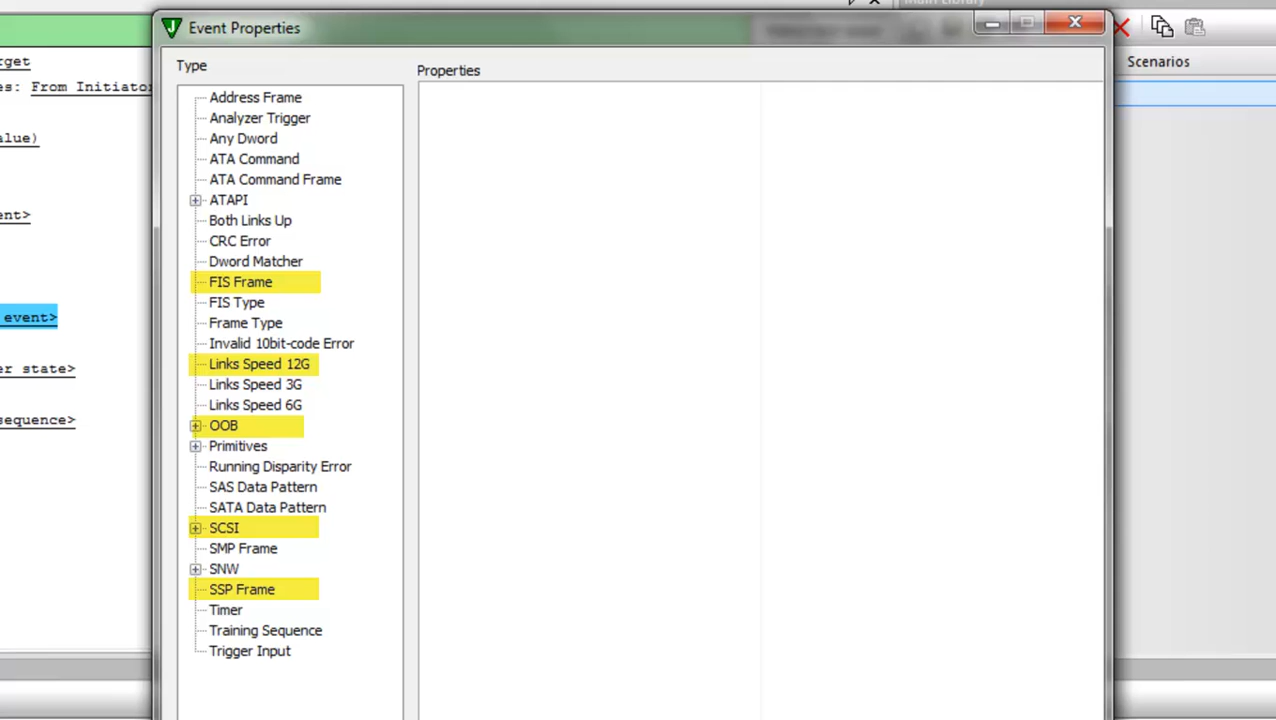 Main Library
Event Properties
rget
es: From Initiator
alue)
ent>
event>
er state>
sequence>
Type
Address Frame
Analyzer Trigger
Any Dword
ATA Command
ATA Command Frame
ATAPI
Both Links Up
CRC Error
Dword Matcher
FIS Frame
FIS Type
Frame Type
Invalid 10bit-code Error
Links Speed 12G
Links Speed 3G
Links Speed 6G
OOB
Primitives
Running Disparity Error
SAS Data Pattern
SATA Data Pattern
SCSI
SMP Frame
SNW
SSP Frame
Timer
Training Sequence
Trigger Input
Properties
Scenarios